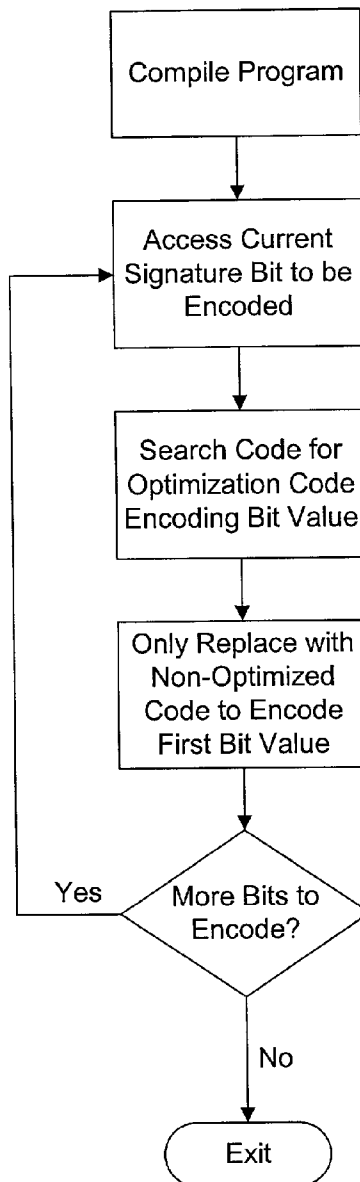 Compile Program
Access Current
Signature Bit to be
Encoded
Search Code for
Optimization Code
Encoding Bit Value
Only Replace with
Non-Optimized
Code to Encode
First Bit Value
More Bits to
Encode?
Yes
No
Exit